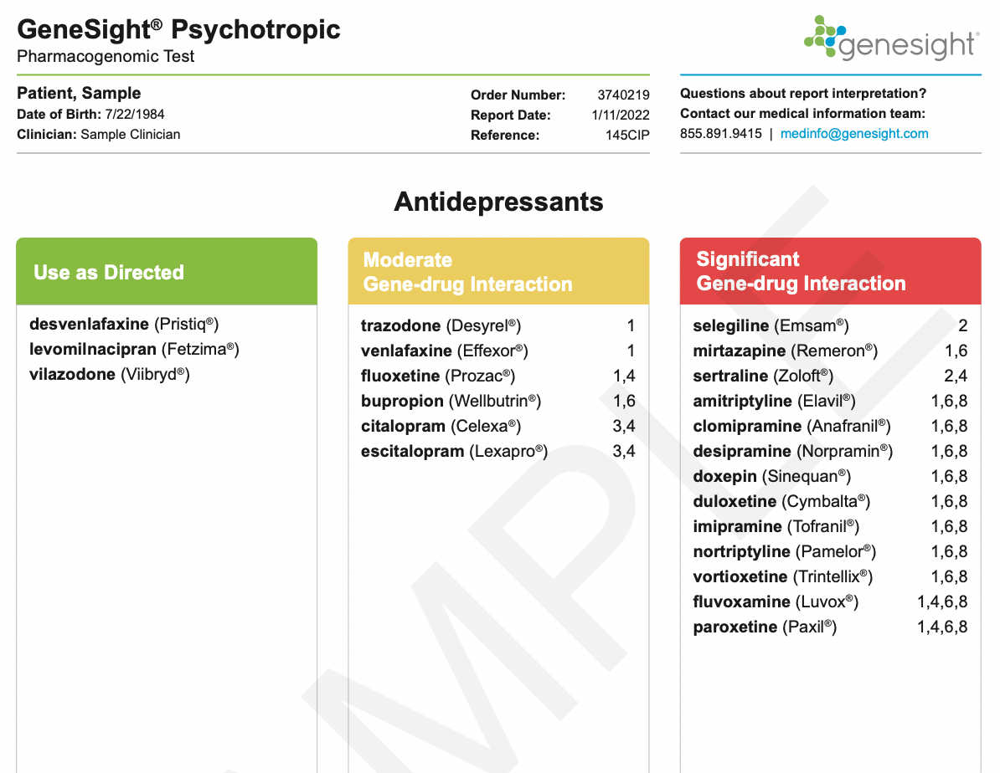 GeneSight® Psychotropic
Pharmacogenomic Test
genesight®
Patient, Sample
Date of Birth: 7/22/1984
Clinician: Sample Clinician
Order Number: 3740219
Report Date: 1/11/2022
Reference: 145CIP
Questions about report interpretation?
Contact our medical information team:
855.891.9415 | medinfo@genesight.com
Antidepressants
Use as Directed
desvenlafaxine (Pristiq®)
levomilnacipran (Fetzima®)
vilazodone (Viibryd®)
Moderate
Gene-drug Interaction
trazodone (Desyrel®) 1
venlafaxine (Effexor®) 1
fluoxetine (Prozac®) 1,4
bupropion (Wellbutrin®) 1,6
citalopram (Celexa®) 3,4
escitalopram (Lexapro®) 3,4
Significant
Gene-drug Interaction
selegiline (Emsam®) 2
mirtazapine (Remeron®) 1,6
sertraline (Zoloft®) 2,4
amitriptyline (Elavil®) 1,6,8
clomipramine (Anafranil®) 1,6,8
desipramine (Norpramin®) 1,6,8
doxepin (Sinequan®) 1,6,8
duloxetine (Cymbalta®) 1,6,8
imipramine (Tofranil®) 1,6,8
nortriptyline (Pamelor®) 1,6,8
vortioxetine (Trintellix®) 1,6,8
fluvoxamine (Luvox®) 1,4,6,8
paroxetine (Paxil®) 1,4,6,8
MPLE